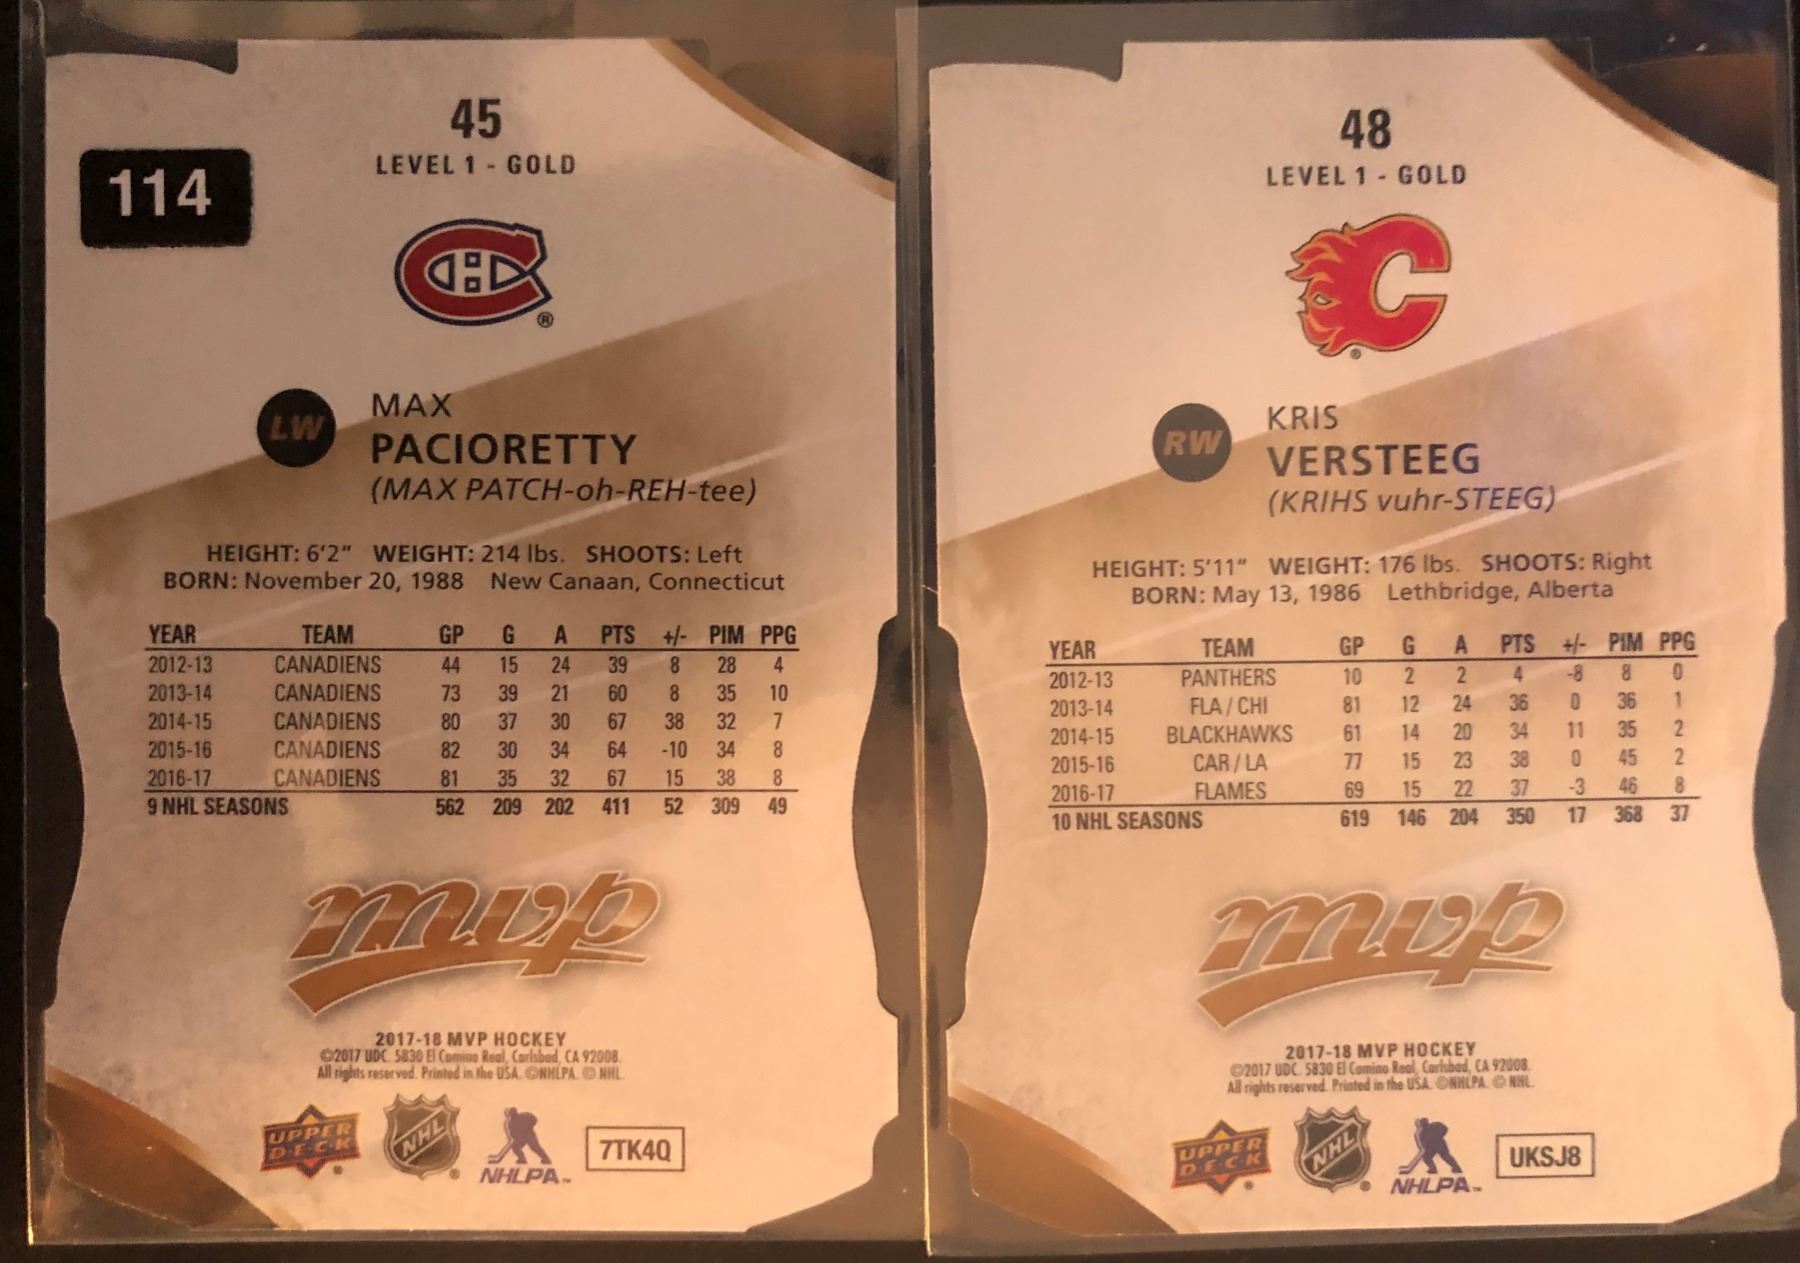 114
45
LEVEL 1 - GOLD
®
LW
MAX
PACIORETTY
(MAX PATCH-oh-REH-tee)
HEIGHT: 6'2" WEIGHT: 214 lbs. SHOOTS: Left
BORN: November 20, 1988 New Canaan, Connecticut
YEAR TEAM GP G A PTS +/- PIM PPG
2012-13 CANADIENS 44 15 24 39 8 28 4
2013-14 CANADIENS 73 39 21 60 8 35 10
2014-15 CANADIENS 80 37 30 67 38 32 7
2015-16 CANADIENS 82 30 34 64 -10 34 8
2016-17 CANADIENS 81 35 32 67 15 38 8
9 NHL SEASONS 562 209 202 411 52 309 49
mvp
2017-18 MVP HOCKEY
©2017 UDC. 5830 El Camino Real, Carlsbad, CA 92008.
All rights reserved. Printed in the USA. ©NHLPA. © NHL.
UPPER
DECK
NHL
NHLPA™
7TK4Q
48
LEVEL 1 - GOLD
®
RW
KRIS
VERSTEEG
(KRIHS vuhr-STEEG)
HEIGHT: 5'11" WEIGHT: 176 lbs. SHOOTS: Right
BORN: May 13, 1986 Lethbridge, Alberta
YEAR TEAM GP G A PTS +/- PIM PPG
2012-13 PANTHERS 10 2 2 4 -8 8 0
2013-14 FLA / CHI 81 12 24 36 0 36 1
2014-15 BLACKHAWKS 61 14 20 34 11 35 2
2015-16 CAR / LA 77 15 23 38 0 45 2
2016-17 FLAMES 69 15 22 37 -3 46 8
10 NHL SEASONS 619 146 204 350 17 368 37
mvp
2017-18 MVP HOCKEY
©2017 UDC. 5830 El Camino Real, Carlsbad, CA 92008.
All rights reserved. Printed in the USA. ©NHLPA. © NHL.
UPPER
DECK
NHL
NHLPA™
UKSJ8